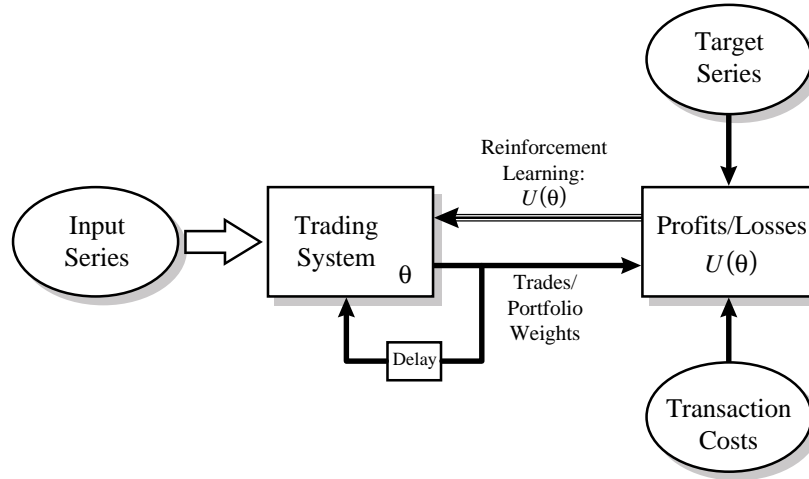 Target
Series
Reinforcement
Learning:
U(θ)
Input
Series
Trading
System
θ
Profits/Losses
U(θ)
Trades/
Portfolio
Weights
Delay
Transaction
Costs